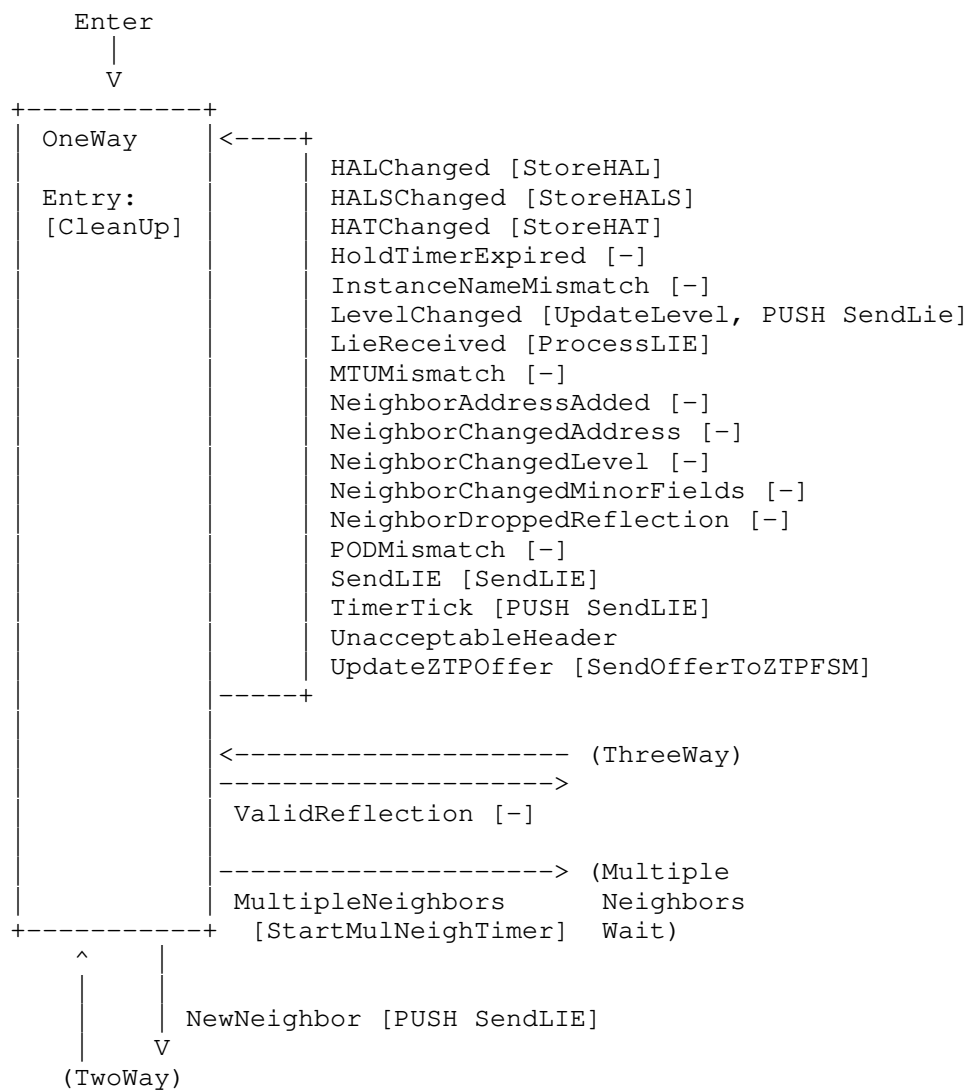 Enter
OneWay
HALChanged [StoreHAL]
Entry: HALSChanged [StoreHALS]
[CleanUp] HATChanged [StoreHAT]
HoldTimerExpired [-]
InstanceNameMismatch [-]
LevelChanged [UpdateLevel, PUSH SendLie]
LieReceived [ProcessLIE]
MTUMismatch [-]
NeighborAddressAdded [-]
NeighborChangedAddress [-]
NeighborChangedLevel [-]
NeighborChangedMinorFields [-]
NeighborDroppedReflection [-]
PODMismatch [-]
SendLIE [SendLIE]
TimerTick [PUSH SendLIE]
UnacceptableHeader
UpdateZTPOffer [SendOfferToZTPFSM]
(ThreeWay)
ValidReflection [-]
(Multiple
MultipleNeighbors Neighbors
[StartMulNeighTimer] Wait)
NewNeighbor [PUSH SendLIE]
(TwoWay)